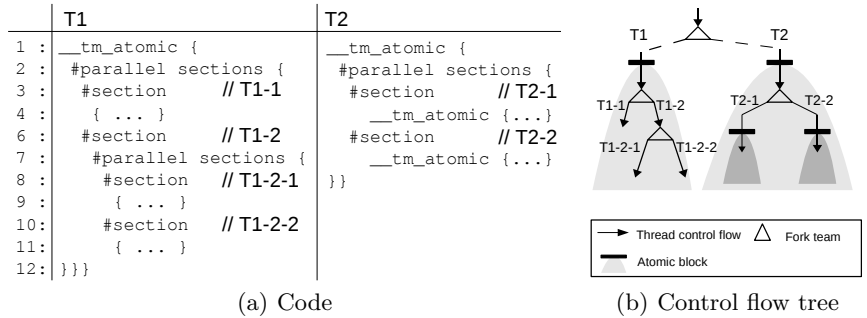 T1 T2
1 : __tm_atomic { __tm_atomic {
2 : #parallel sections { #parallel sections {
3 : #section // T1-1 #section // T2-1
4 : { ... } __tm_atomic {...}
6 : #section // T1-2 #section // T2-2
7 : #parallel sections { __tm_atomic {...}
8 : #section // T1-2-1 }}
9 : { ... }
10: #section // T1-2-2
11: { ... }
12: }}}
(a) Code
T1 T2
T1-1 T1-2 T2-1 T2-2
T1-2-1 T1-2-2
Thread control flow Fork team
Atomic block
(b) Control flow tree